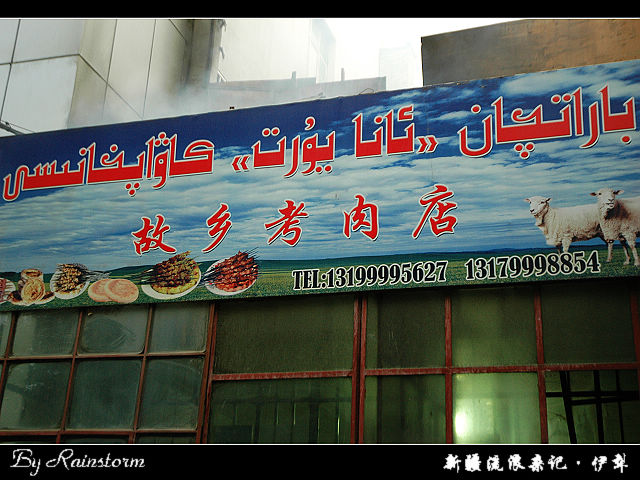 باراتچان «ئانا يۇرت» كاۋاپخانىسى
故乡考肉店
TEL:13199995627 13179998854
By Rainstorm
新疆流浪杂记·伊犁